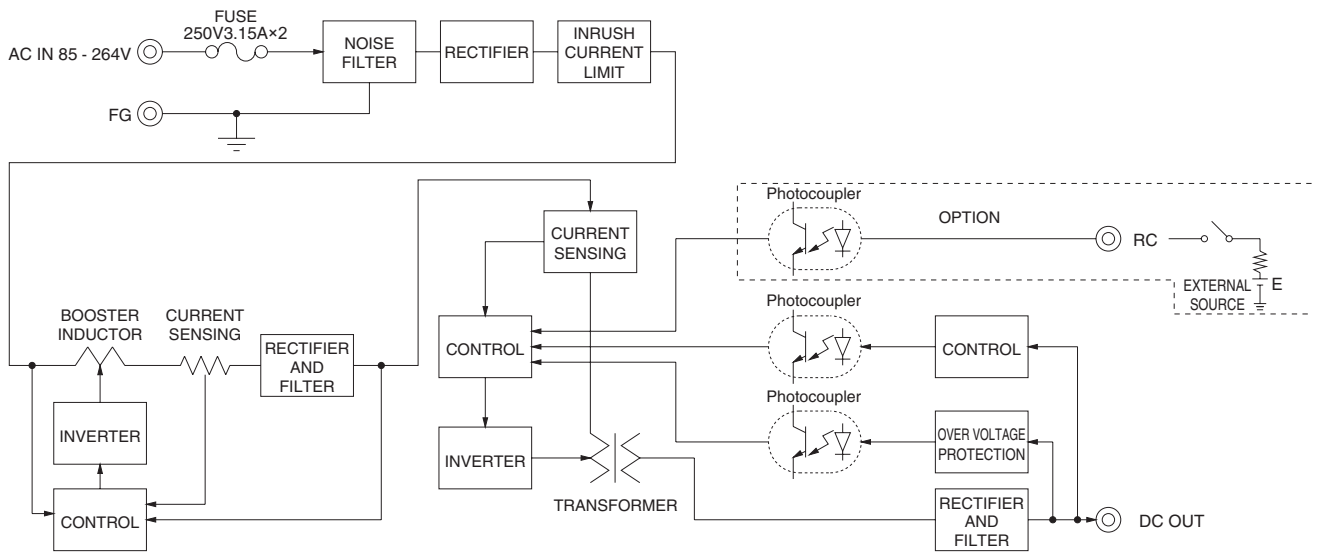 FUSE
250V3.15A×2
AC IN 85 - 264V
NOISE
FILTER
RECTIFIER
INRUSH
CURRENT
LIMIT
FG
Photocoupler
OPTION
RC
EXTERNAL
SOURCE
E
CURRENT
SENSING
BOOSTER
INDUCTOR
CURRENT
SENSING
RECTIFIER
AND
FILTER
CONTROL
Photocoupler
CONTROL
INVERTER
INVERTER
Photocoupler
OVER VOLTAGE
PROTECTION
TRANSFORMER
CONTROL
RECTIFIER
AND
FILTER
DC OUT